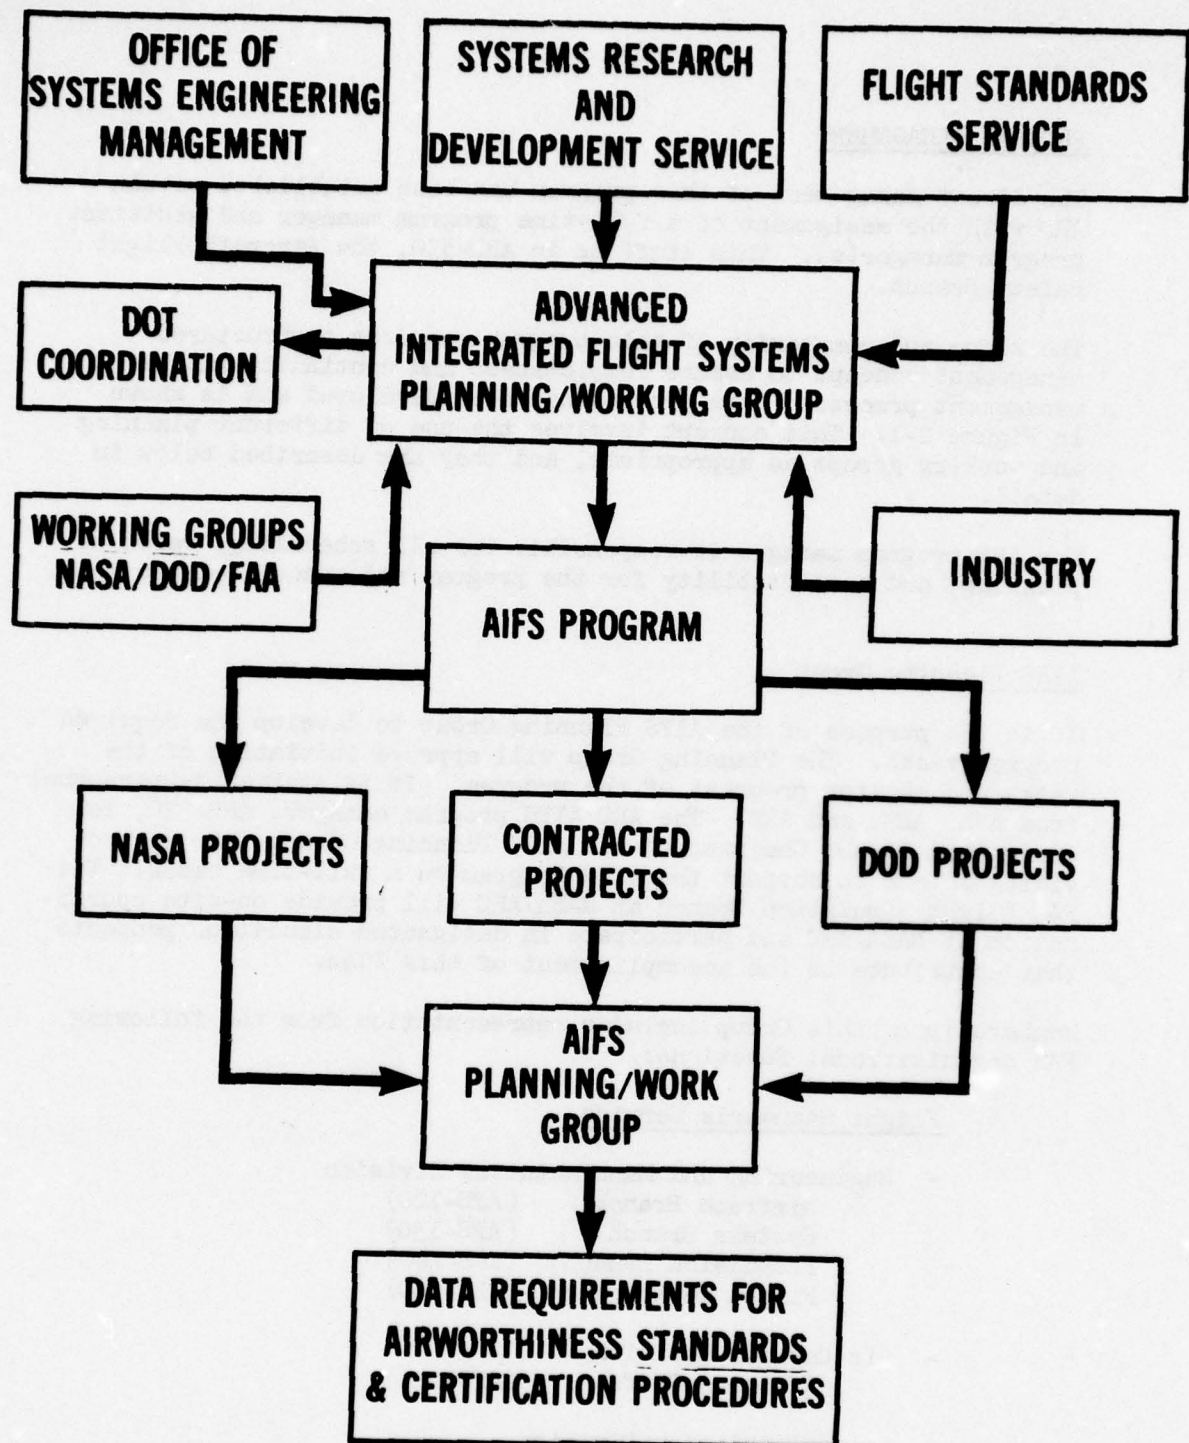 OFFICE OF
SYSTEMS ENGINEERING
MANAGEMENT
SYSTEMS RESEARCH
AND
DEVELOPMENT SERVICE
FLIGHT STANDARDS
SERVICE
DOT
COORDINATION
ADVANCED
INTEGRATED FLIGHT SYSTEMS
PLANNING/WORKING GROUP
WORKING GROUPS
NASA/DOD/FAA
AIFS PROGRAM
INDUSTRY
NASA PROJECTS
CONTRACTED
PROJECTS
DOD PROJECTS
AIFS
PLANNING/WORK
GROUP
DATA REQUIREMENTS FOR
AIRWORTHINESS STANDARDS
& CERTIFICATION PROCEDURES